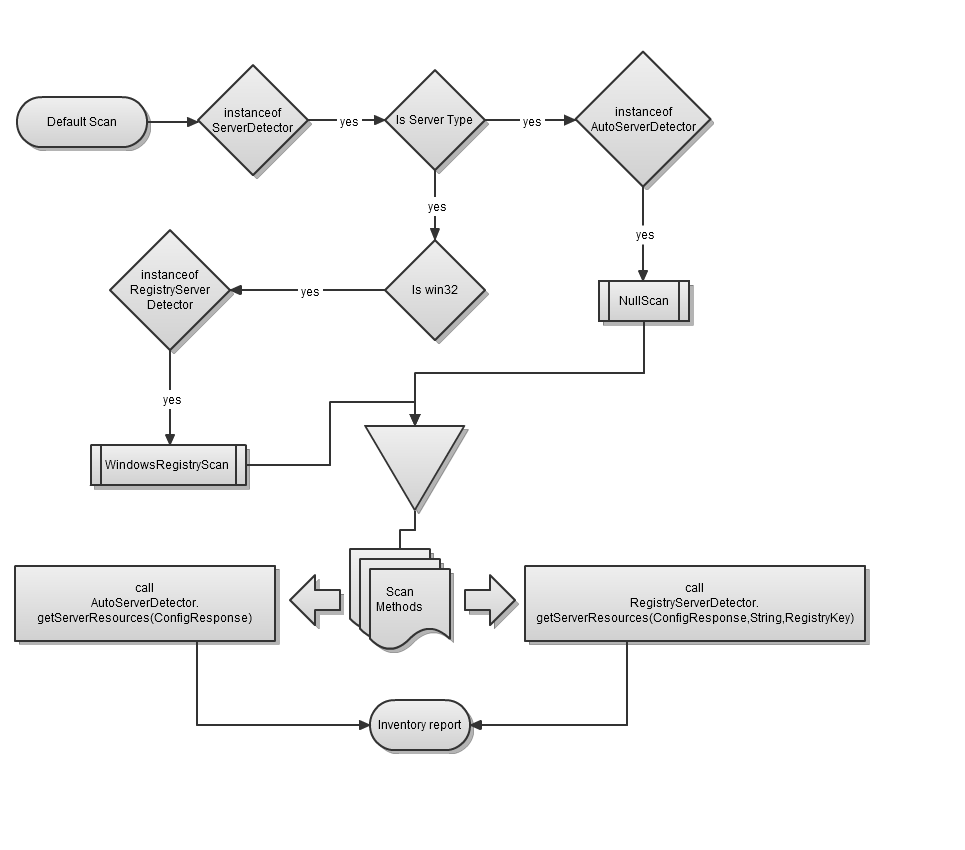 Default Scan
instanceof
ServerDetector
yes
Is Server Type
yes
instanceof
AutoServerDetector
yes
yes
instanceof
RegistryServer
Detector
yes
Is win32
NullScan
yes
WindowsRegistryScan
call
AutoServerDetector.
getServerResources(ConfigResponse)
Scan
Methods
call
RegistryServerDetector.
getServerResources(ConfigResponse,String,RegistryKey)
Inventory report